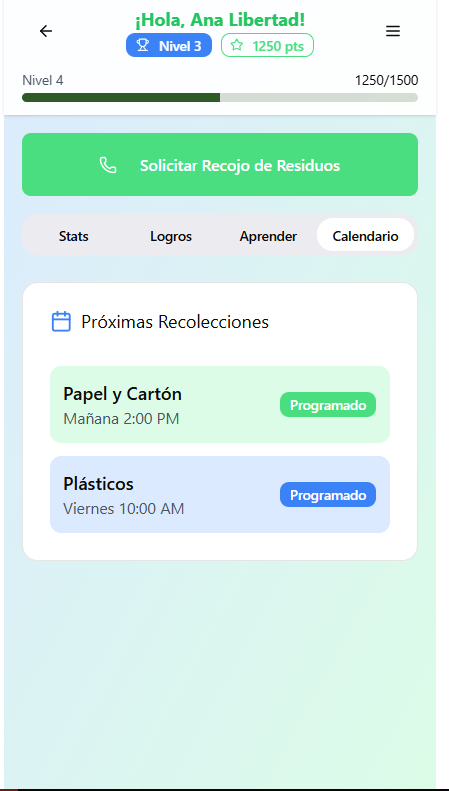 ¡Hola, Ana Libertad!
Nivel 3 1250 pts
Nivel 4 1250/1500
Solicitar Recojo de Residuos
Stats Logros Aprender Calendario
Próximas Recolecciones
Papel y Cartón
Mañana 2:00 PM
Programado
Plásticos
Viernes 10:00 AM
Programado